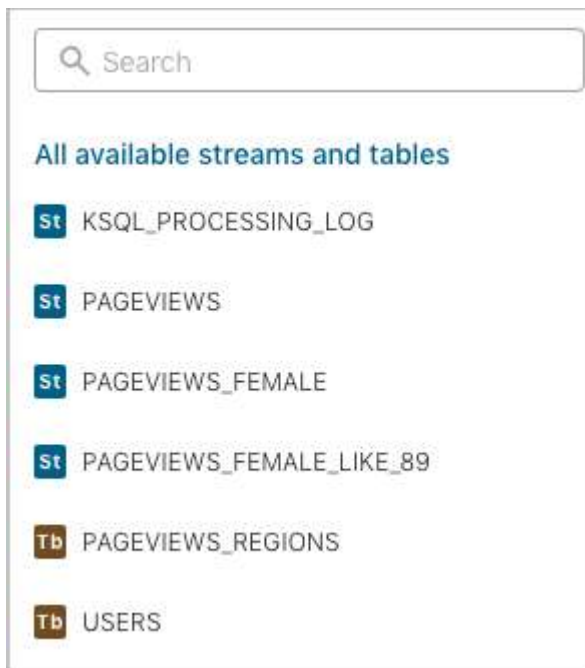 Search
All available streams and tables
St KSQL_PROCESSING_LOG
St PAGEVIEWS
St PAGEVIEWS_FEMALE
St PAGEVIEWS_FEMALE_LIKE_89
Tb PAGEVIEWS_REGIONS
Tb USERS